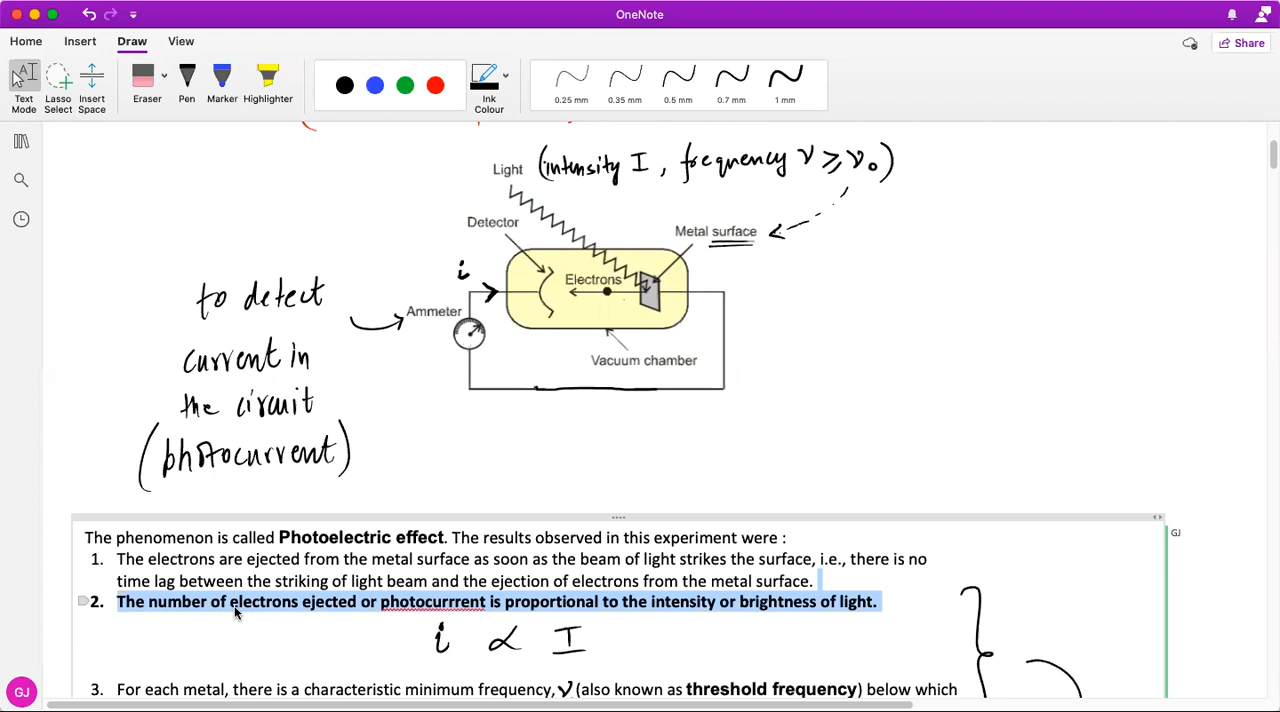 OneNote
Home Insert Draw View
Share
Text Mode
Lasso Select
Insert Space
Eraser
Pen
Marker
Highlighter
Ink Colour
0.25 mm
0.35 mm
0.5 mm
0.7 mm
1 mm
Light (intensity I, frequency ν ≥ ν₀)
Detector
Metal surface
i
Electrons
to detect
Ammeter
current in
Vacuum chamber
the circuit
(photocurrent)
The phenomenon is called Photoelectric effect. The results observed in this experiment were :
GJ
1. The electrons are ejected from the metal surface as soon as the beam of light strikes the surface, i.e., there is no
time lag between the striking of light beam and the ejection of electrons from the metal surface.
2. The number of electrons ejected or photocurrrent is proportional to the intensity or brightness of light.
i ∝ I
3. For each metal, there is a characteristic minimum frequency, ν (also known as threshold frequency) below which
GJ